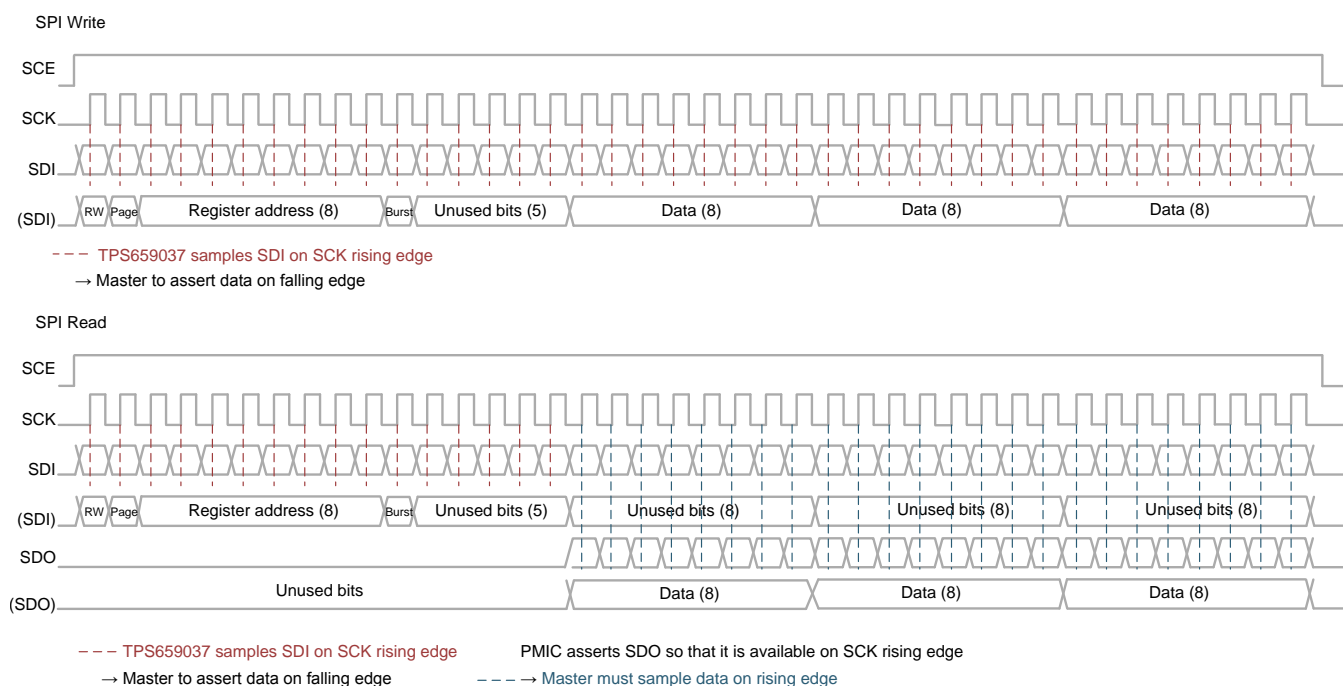 SPI Write
SCE
SCK
SDI
(SDI) RW Page Register address (8) Burst Unused bits (5) Data (8) Data (8) Data (8)
TPS659037 samples SDI on SCK rising edge
→ Master to assert data on falling edge
SPI Read
SCE
SCK
SDI
(SDI) RW Page Register address (8) Burst Unused bits (5) Unused bits (8) Unused bits (8) Unused bits (8)
SDO
(SDO) Unused bits Data (8) Data (8) Data (8)
TPS659037 samples SDI on SCK rising edge PMIC asserts SDO so that it is available on SCK rising edge
→ Master to assert data on falling edge → Master must sample data on rising edge